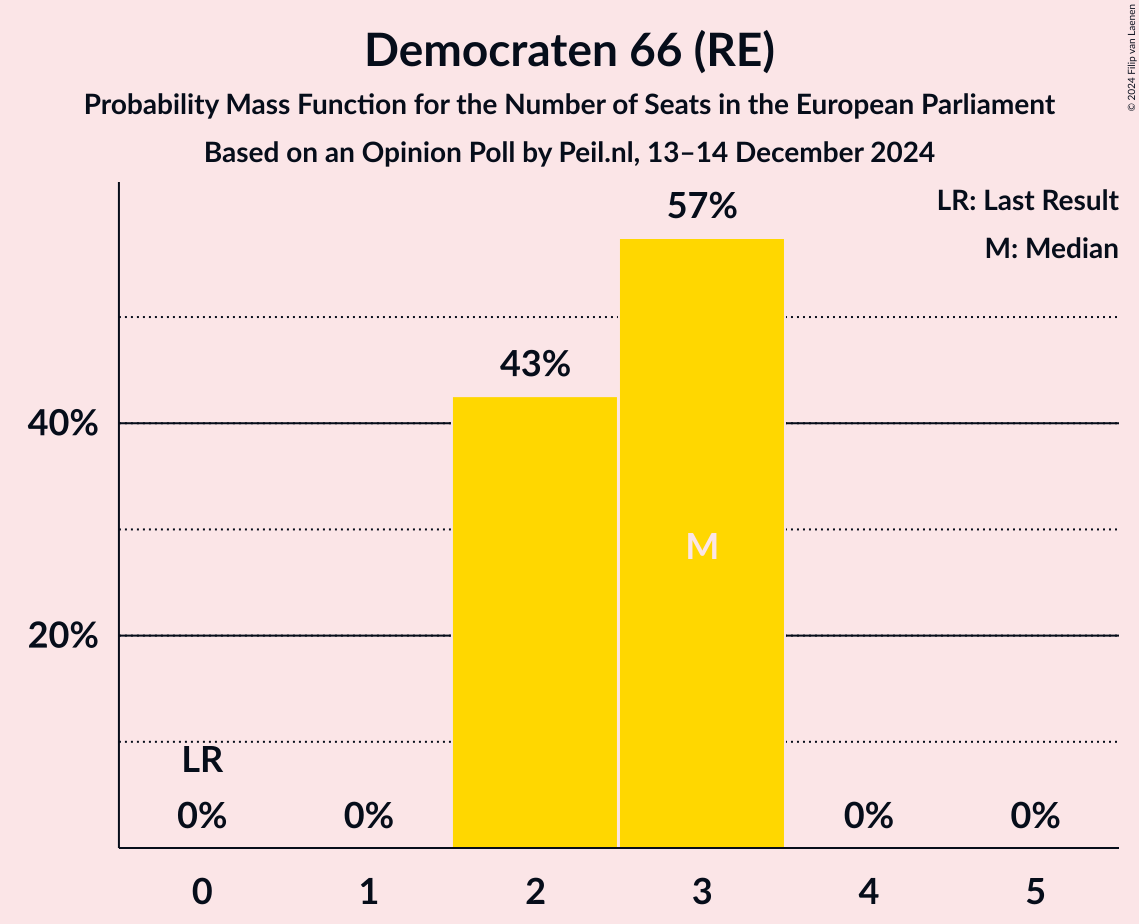 Democraten 66 (RE)
Probability Mass Function for the Number of Seats in the European Parliament
Based on an Opinion Poll by Peil.nl, 13–14 December 2024
© 2024 Filip van Laenen
LR: Last Result
M: Median
57%
43%
40%
M
20%
LR
0% 0% 0% 0%
0 1 2 3 4 5